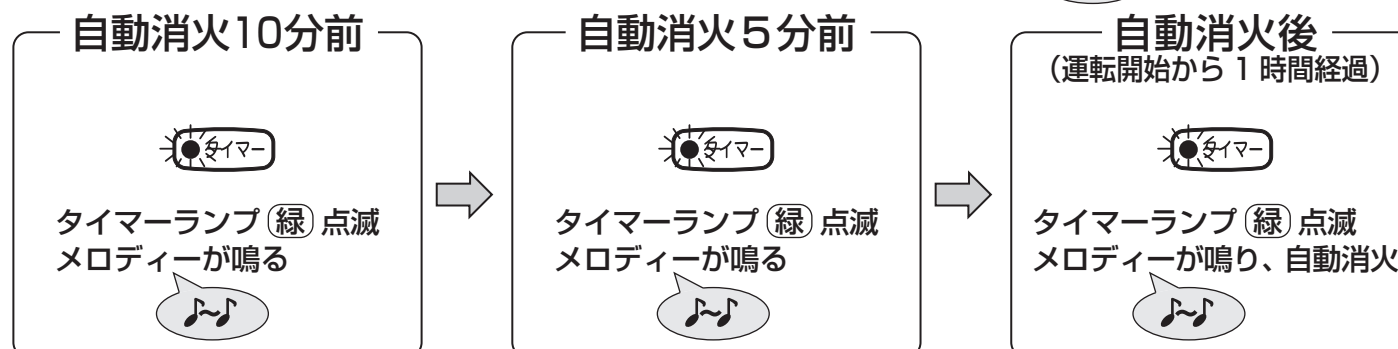 自動消火10分前
タイマー
タイマーランプ 緑 点滅
メロディーが鳴る
自動消火5分前
タイマー
タイマーランプ 緑 点滅
メロディーが鳴る
自動消火後
（運転開始から 1 時間経過）
タイマー
タイマーランプ 緑 点滅
メロディーが鳴り、自動消火